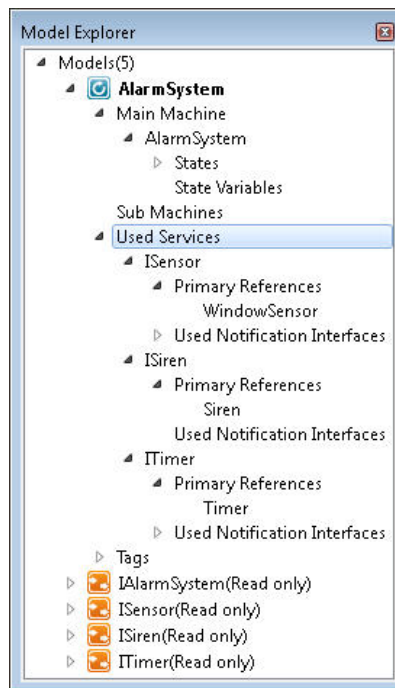 Model Explorer
Models(5)
AlarmSystem
Main Machine
AlarmSystem
States
State Variables
Sub Machines
Used Services
ISensor
Primary References
WindowSensor
Used Notification Interfaces
ISiren
Primary References
Siren
Used Notification Interfaces
ITimer
Primary References
Timer
Used Notification Interfaces
Tags
IAlarmSystem(Read only)
ISensor(Read only)
ISiren(Read only)
ITimer(Read only)